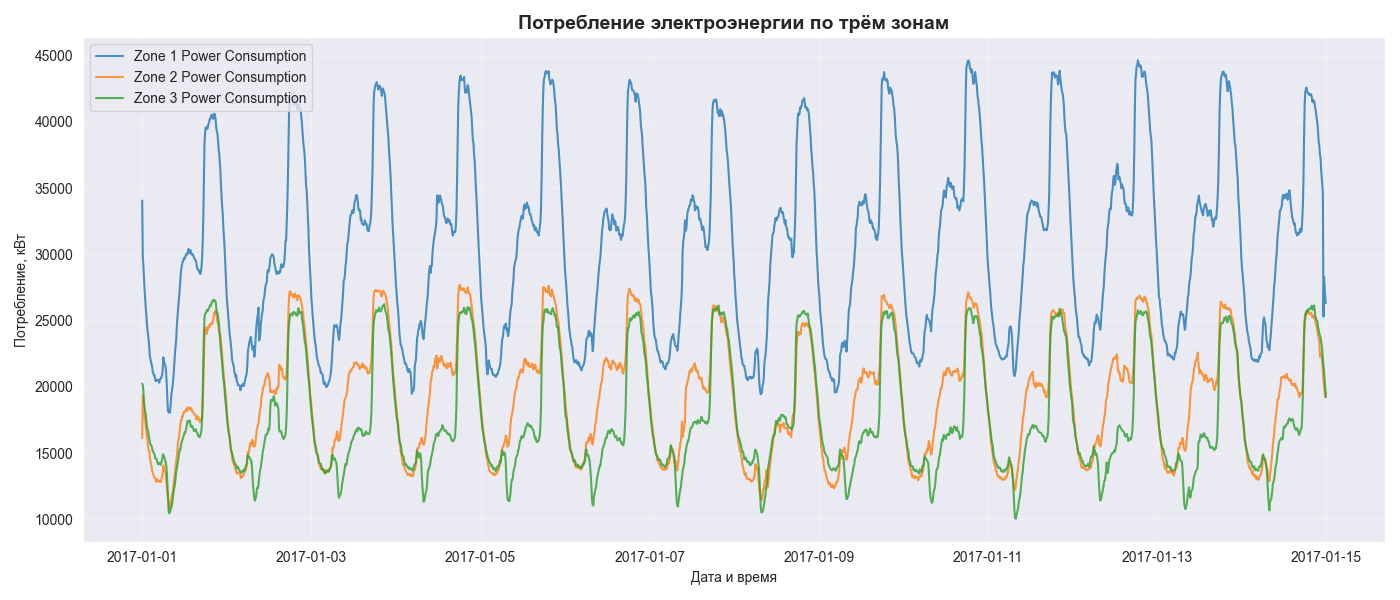 Потребление электроэнергии по трём зонам
Zone 1 Power Consumption
Zone 2 Power Consumption
Zone 3 Power Consumption
Потребление, кВт
45000
40000
35000
30000
25000
20000
15000
10000
2017-01-01 2017-01-03 2017-01-05 2017-01-07 2017-01-09 2017-01-11 2017-01-13 2017-01-15
Дата и время